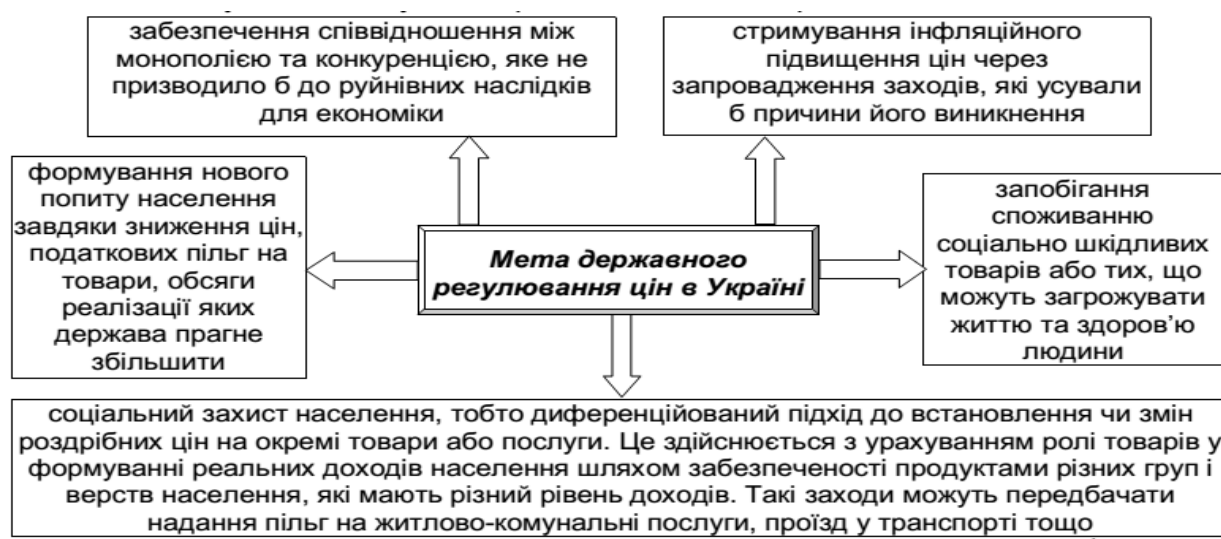 забезпечення співвідношення між
монополією та конкуренцією, яке не
призводило б до руйнівних наслідків
для економіки
стримування інфляційного
підвищення цін через
запровадження заходів, які усували
б причини його виникнення
формування нового
попиту населення
завдяки зниження цін,
податкових пільг на
товари, обсяги
реалізації яких
держава прагне
збільшити
Мета державного
регулювання цін в Україні
запобігання
споживанню
соціально шкідливих
товарів або тих, що
можуть загрожувати
життю та здоров’ю
людини
соціальний захист населення, тобто диференційований підхід до встановлення чи змін
роздрібних цін на окремі товари або послуги. Це здійснюється з урахуванням ролі товарів у
формуванні реальних доходів населення шляхом забезпеченості продуктами різних груп і
верств населення, які мають різний рівень доходів. Такі заходи можуть передбачати
надання пільг на житлово-комунальні послуги, проїзд у транспорті тощо